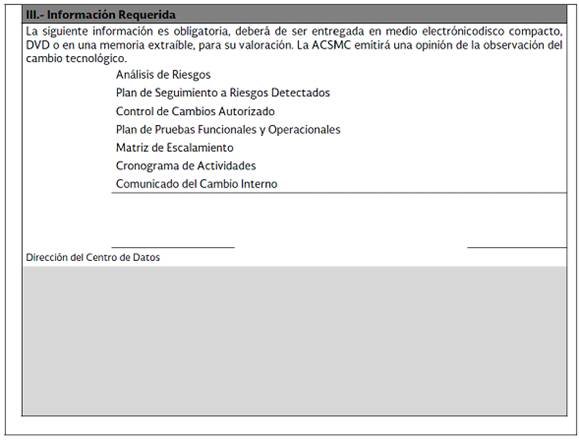 III.- Información Requerida
La siguiente información es obligatoria, deberá de ser entregada en medio electrónicodisco compacto,
DVD o en una memoria extraíble, para su valoración. La ACSMC emitirá una opinión de la observación del
cambio tecnológico.
Análisis de Riesgos
Plan de Seguimiento a Riesgos Detectados
Control de Cambios Autorizado
Plan de Pruebas Funcionales y Operacionales
Matriz de Escalamiento
Cronograma de Actividades
Comunicado del Cambio Interno
Dirección del Centro de Datos